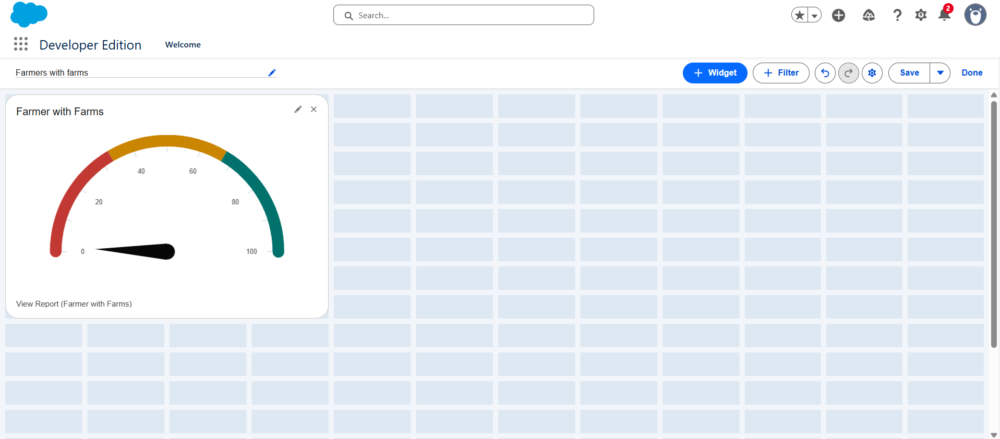 Search...
2
Developer Edition
Welcome
Farmers with farms
Widget
Filter
Save
Done
Farmer with Farms
40
60
20
80
0
100
View Report (Farmer with Farms)